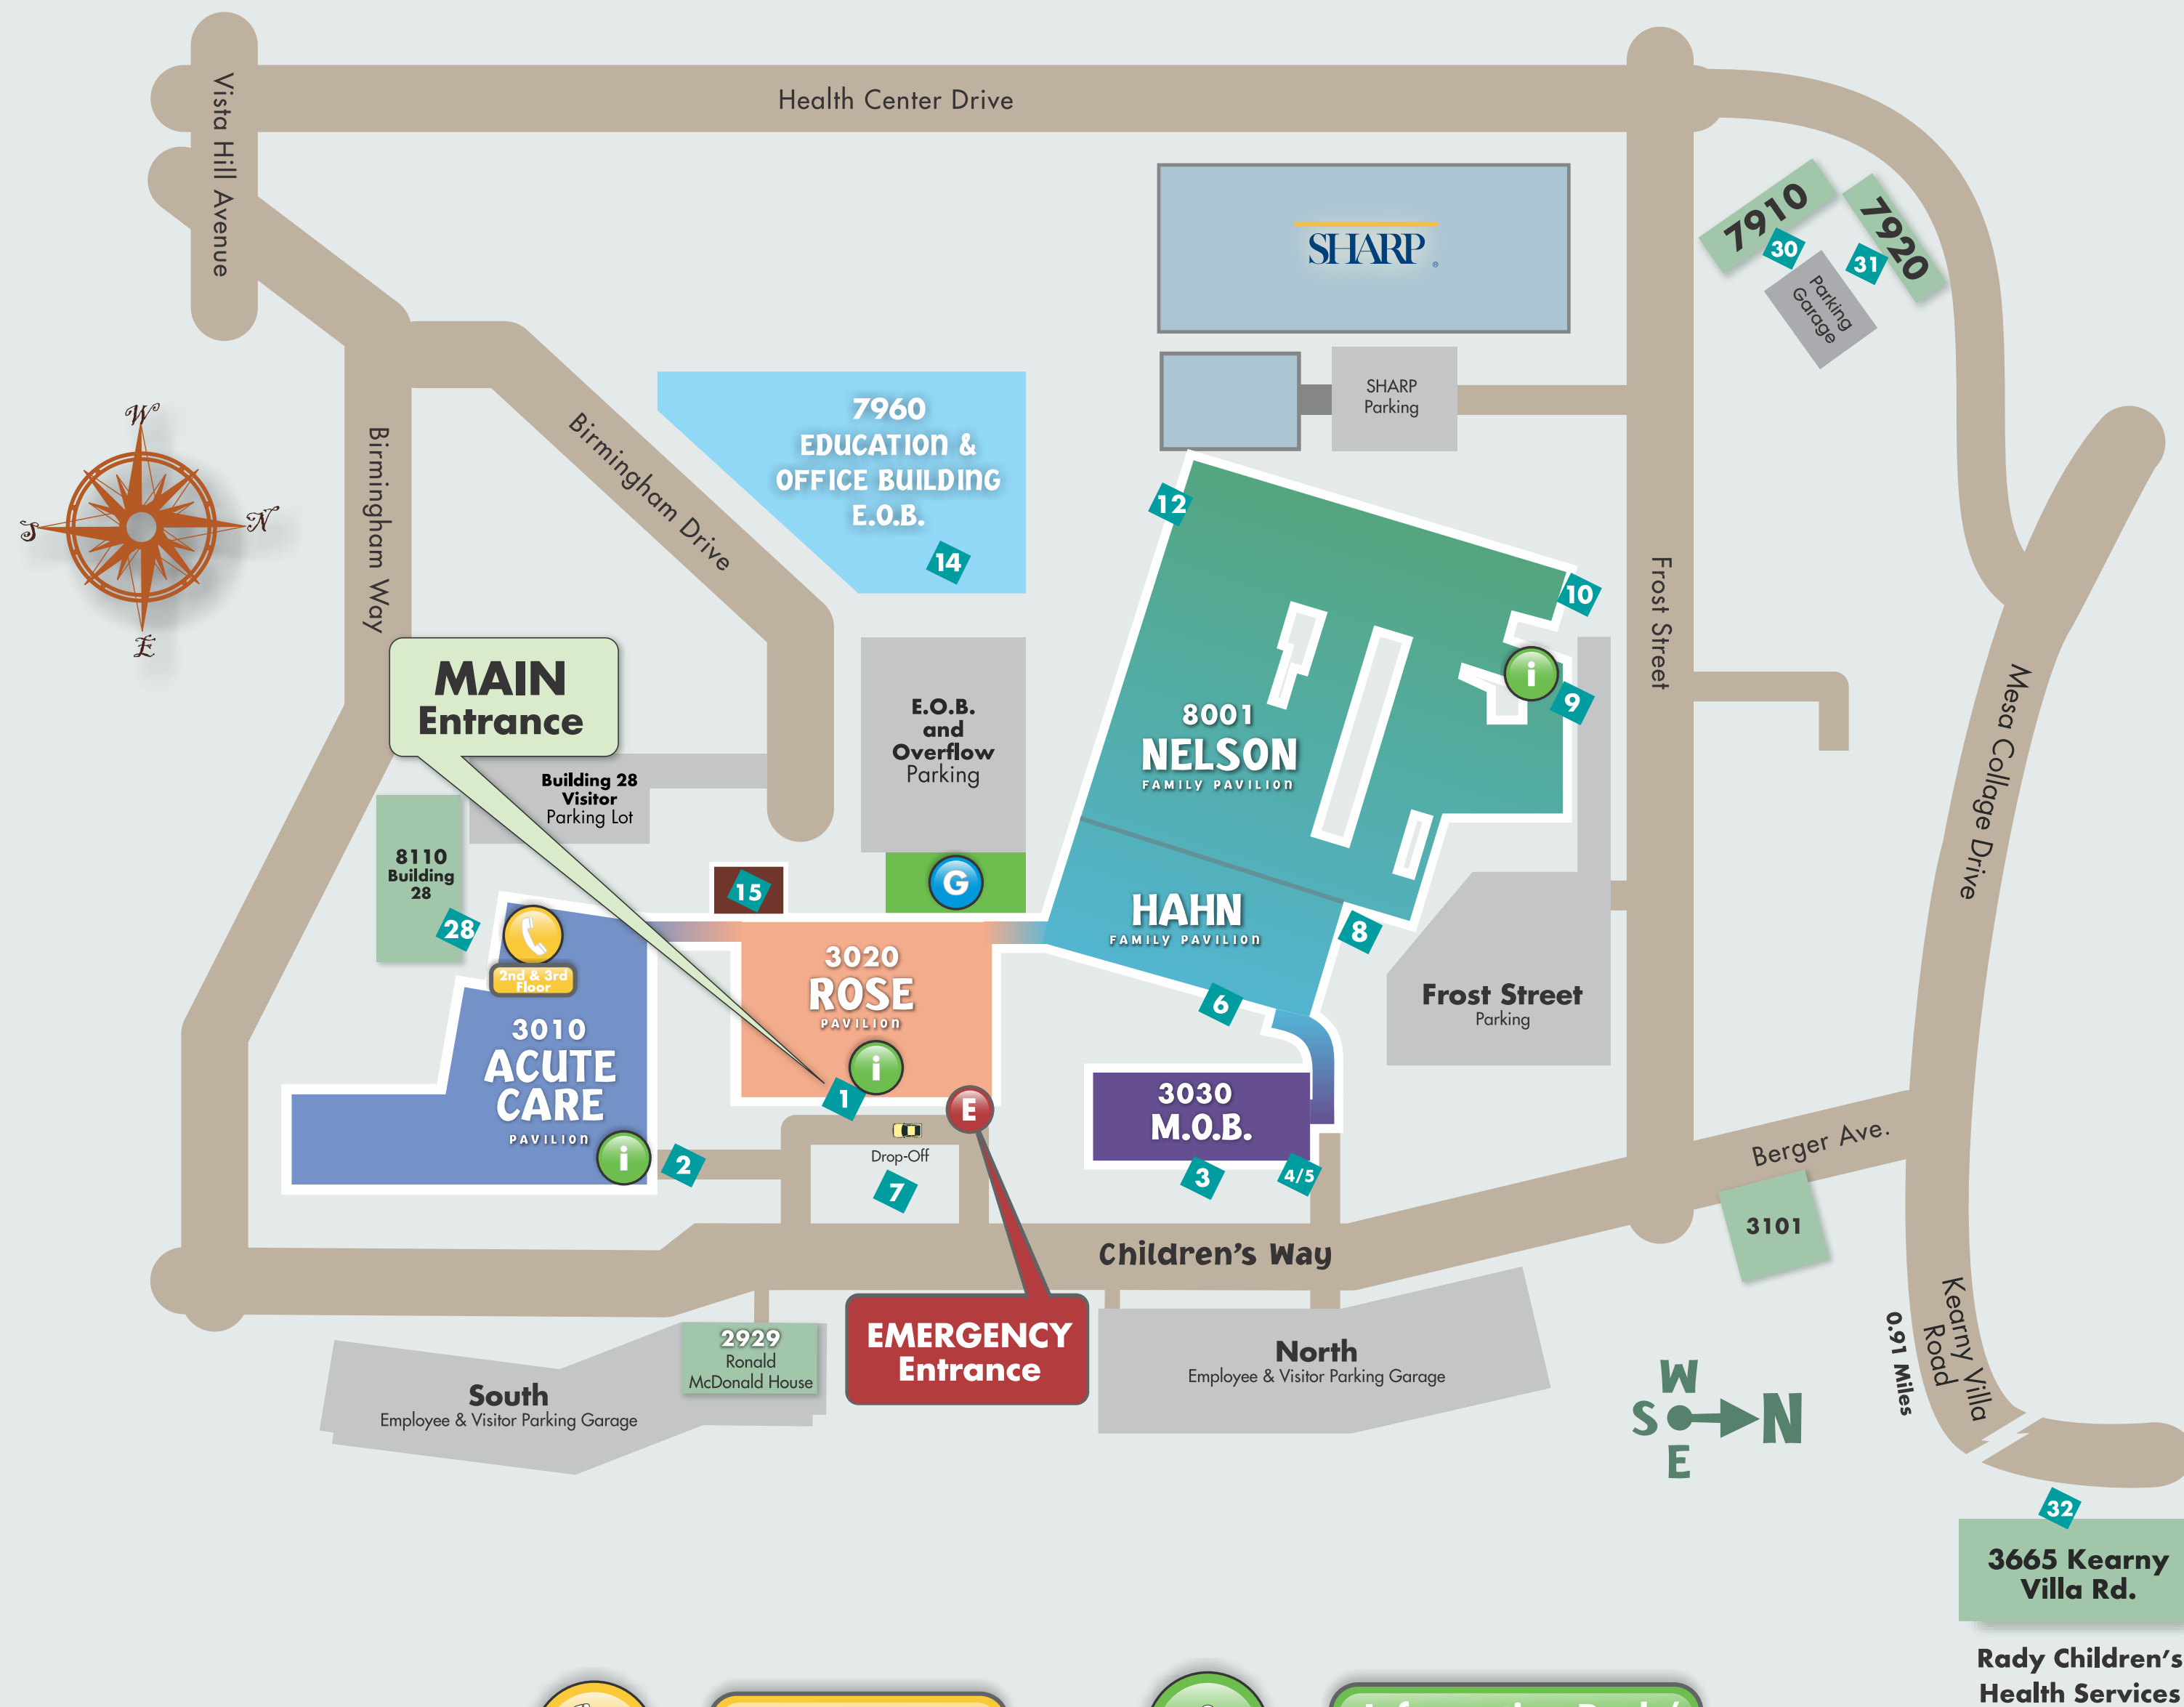 Vista Hill Avenue
Health Center Drive
SHARP
®
7910
7920
30
31
Parking
Garage
SHARP
Parking
W
S
N
E
Birmingham Way
Birmingham Drive
7960
EDUCATION &
OFFICE BUILDING
E.O.B.
14
12
10
Frost Street
Mesa Collage Drive
MAIN
Entrance
E.O.B.
and
Overflow
Parking
i
9
8001
NELSON
FAMILY PAVILION
Building 28
Visitor
Parking Lot
8110
Building
28
28
15
G
2nd & 3rd
Floor
HAHN
FAMILY PAVILION
8
6
3020
ROSE
PAVILION
i
1
E
Frost Street
Parking
3010
ACUTE
CARE
PAVILION
i
2
Drop-Off
7
3030
M.O.B.
3
4/5
Berger Ave.
3101
Children's Way
EMERGENCY
Entrance
2929
Ronald
McDonald House
South
Employee & Visitor Parking Garage
North
Employee & Visitor Parking Garage
W
S
N
E
Kearny Villa
Road
0.91 Miles
32
3665 Kearny
Villa Rd.
Rady Children's
Health Services